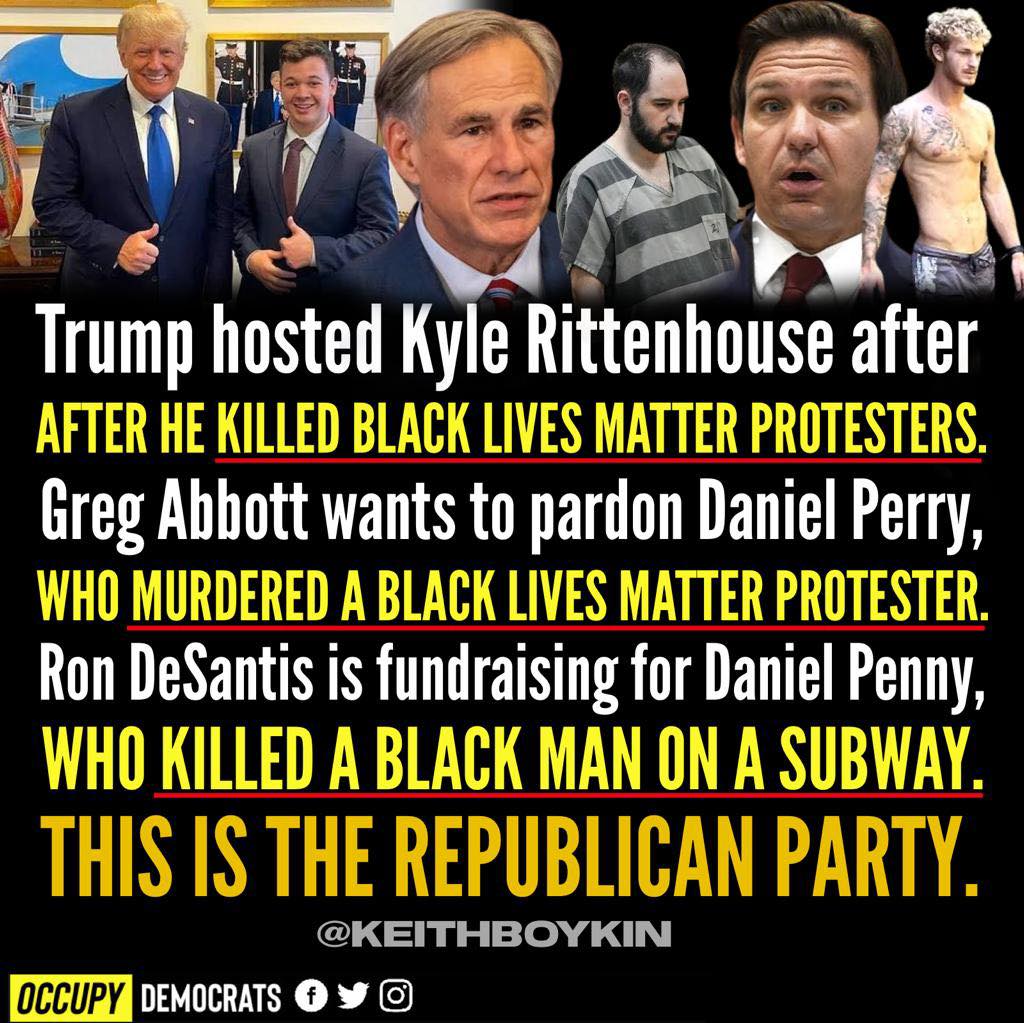 Trump hosted Kyle Rittenhouse after
AFTER HE KILLED BLACK LIVES MATTER PROTESTERS.
Greg Abbott wants to pardon Daniel Perry,
WHO MURDERED A BLACK LIVES MATTER PROTESTER.
Ron DeSantis is fundraising for Daniel Penny,
WHO KILLED A BLACK MAN ON A SUBWAY.
THIS IS THE REPUBLICAN PARTY.
@KEITHBOYKIN
OCCUPY DEMOCRATS